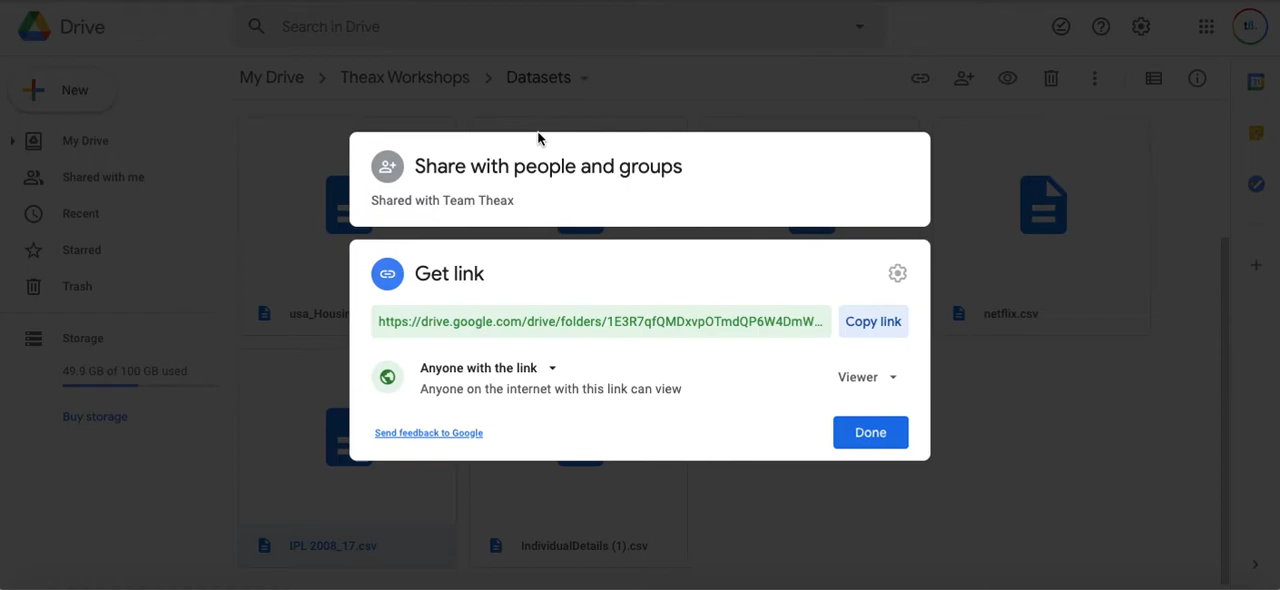 Drive
Search in Drive
t8.
My Drive > Theax Workshops > Datasets
New
My Drive
Shared with me
Recent
Starred
Trash
Storage
49.9 GB of 100 GB used
Buy storage
Share with people and groups
Shared with Team Theax
Get link
https://drive.google.com/drive/folders/1E3R7qfQMDxvpOTmdQP6W4DmW...
Copy link
Anyone with the link
Anyone on the internet with this link can view
Viewer
Send feedback to Google
Done
usa_Housin
netflix.csv
IPL 2008_17.csv
IndividualDetails (1).csv